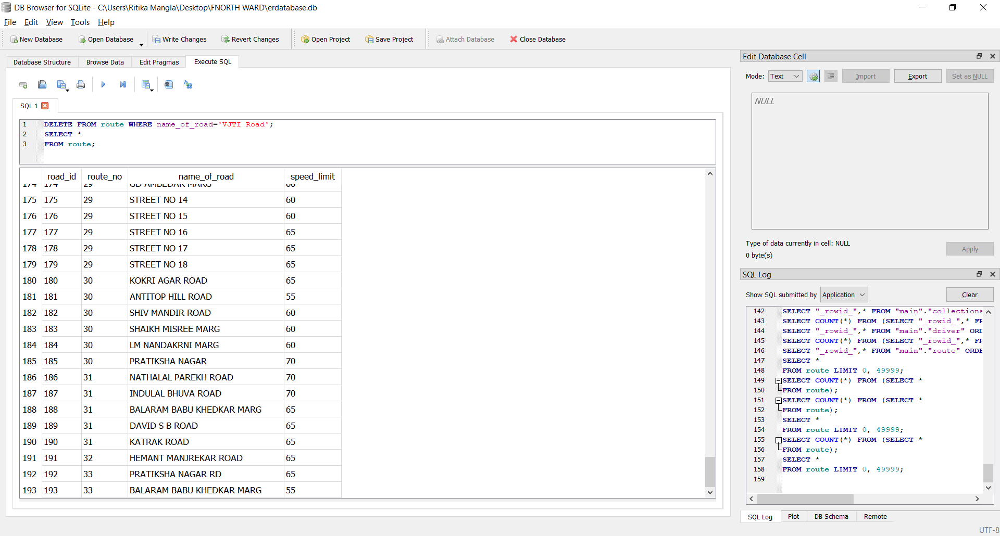 DB Browser for SQLite - C:\Users\Ritika Mangla\Desktop\FNORTH WARD\erdatabase.db
File Edit View Tools Help
New Database Open Database Write Changes Revert Changes Open Project Save Project Attach Database Close Database
Database Structure Browse Data Edit Pragmas Execute SQL
SQL 1
1 DELETE FROM route WHERE name_of_road='VJTI Road';
2 SELECT *
3 FROM route;
road_id route_no name_of_road speed_limit
174 174 29 GD AMBEDAR MARG 60
175 175 29 STREET NO 14 60
176 176 29 STREET NO 15 60
177 177 29 STREET NO 16 65
178 178 29 STREET NO 17 65
179 179 29 STREET NO 18 65
180 180 30 KOKRI AGAR ROAD 65
181 181 30 ANTITOP HILL ROAD 55
182 182 30 SHIV MANDIR ROAD 60
183 183 30 SHAIKH MISREE MARG 60
184 184 30 LM NANDAKRNI MARG 60
185 185 30 PRATIKSHA NAGAR 70
186 186 31 NATHALAL PAREKH ROAD 70
187 187 31 INDULAL BHUVA ROAD 70
188 188 31 BALARAM BABU KHEDKAR MARG 65
189 189 31 DAVID S B ROAD 65
190 190 31 KATRAK ROAD 65
191 191 32 HEMANT MANJREKAR ROAD 65
192 192 33 PRATIKSHA NAGAR RD 65
193 193 33 BALARAM BABU KHEDKAR MARG 55
Edit Database Cell
Mode: Text Import Export Set as NULL
NULL
Type of data currently in cell: NULL
0 byte(s)
Apply
SQL Log
Show SQL submitted by Application Clear
142 SELECT "_rowid_",* FROM "main"."collections
143 SELECT COUNT(*) FROM (SELECT "_rowid_",* FR
144 SELECT "_rowid_",* FROM "main"."driver" ORD
145 SELECT COUNT(*) FROM (SELECT "_rowid_",* FR
146 SELECT "_rowid_",* FROM "main"."route" ORDE
147 SELECT *
148 FROM route LIMIT 0, 49999;
149 SELECT COUNT(*) FROM (SELECT *
150 FROM route);
151 SELECT COUNT(*) FROM (SELECT *
152 FROM route);
153 SELECT *
154 FROM route LIMIT 0, 49999;
155 SELECT COUNT(*) FROM (SELECT *
156 FROM route);
157 SELECT *
158 FROM route LIMIT 0, 49999;
159
SQL Log Plot DB Schema Remote
UTF-8